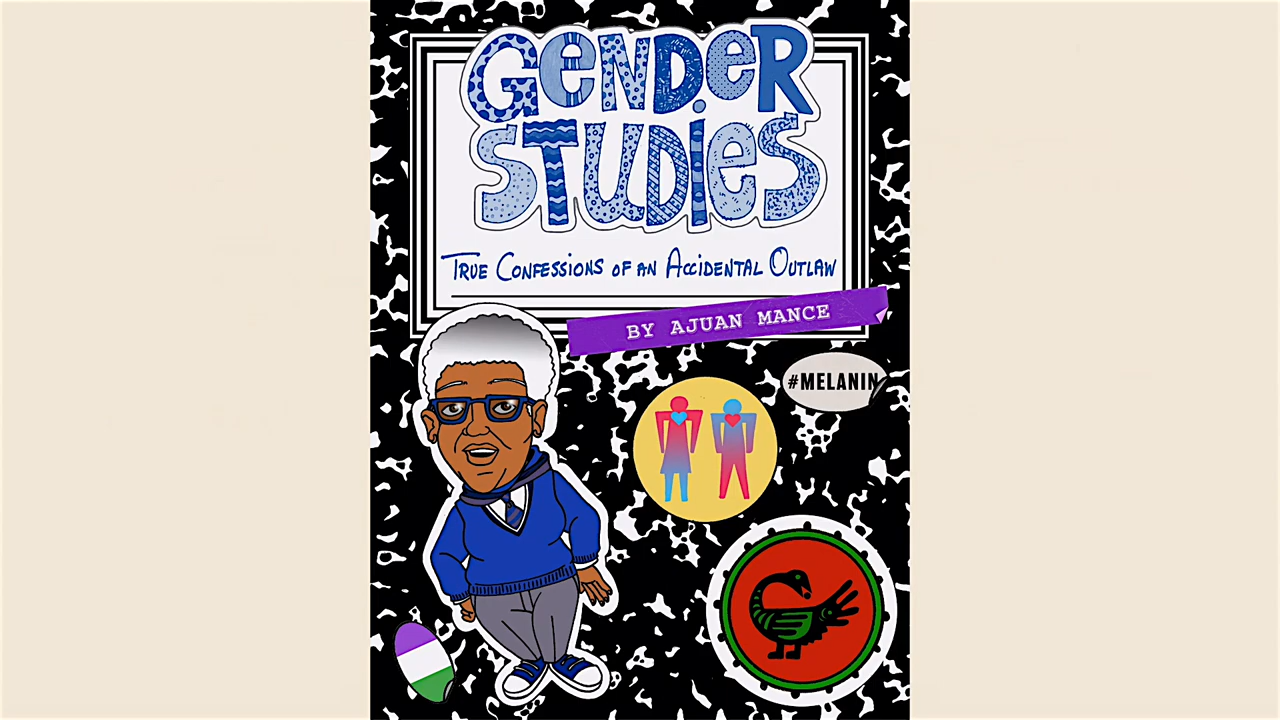 GeNDeR
STUDieS
TRUE CONFESSIONS OF AN ACCIDENTAL OUTLAW
BY AJUAN MANCE
#MELANIN